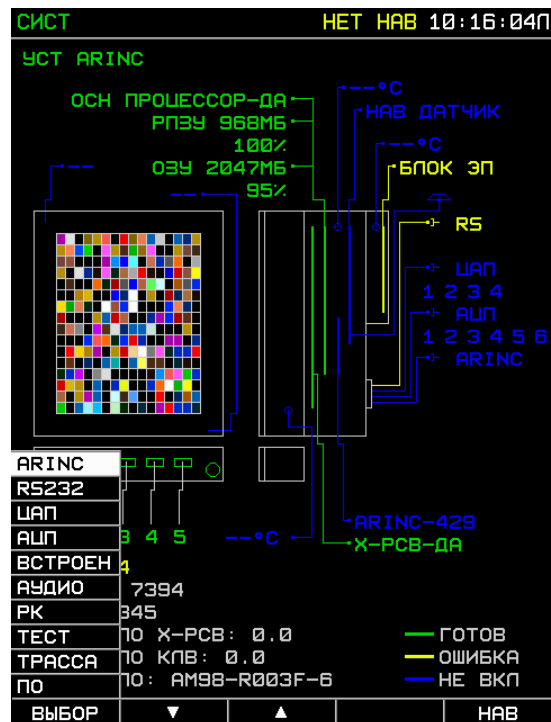 СИСТ НЕТ НАВ 10:16:04П
УСТ ARINC
--°C
ОСН ПРОЦЕССОР-ДА
НАВ ДАТЧИК
РПЗУ 968МБ
100%
--°C
ОЗУ 2047МБ
БЛОК ЭП
95%
--
--
RS
ЦАП
1 2 3 4
АЦП
1 2 3 4 5 6
ARINC
ARINC
RS232
ЦАП
АЦП
ВСТРОЕН
АУДИО
РК
ТЕСТ
ТРАССА
ПО
3 4 5
--°C
ARINC-429
X-PCB-ДА
4
7394
345
ПО X-PCB: 0.0
ПО КПВ: 0.0
ПО: AM98-R003F-6
ГОТОВ
ОШИБКА
НЕ ВКЛ
ВЫБОР ▼ ▲ НАВ